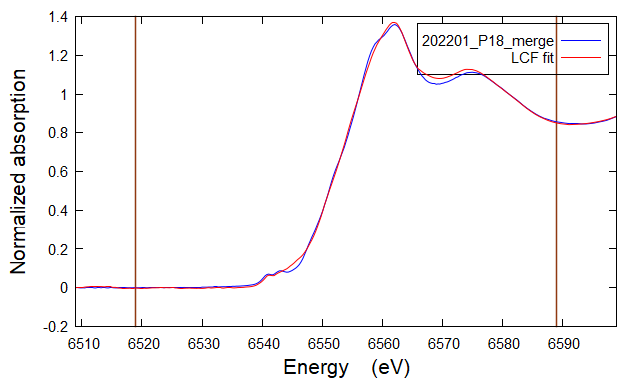 1.4
1.2
1
0.8
0.6
0.4
0.2
0
-0.2
Normalized absorption
202201_P18_merge
LCF fit
6510 6520 6530 6540 6550 6560 6570 6580 6590
Energy (eV)